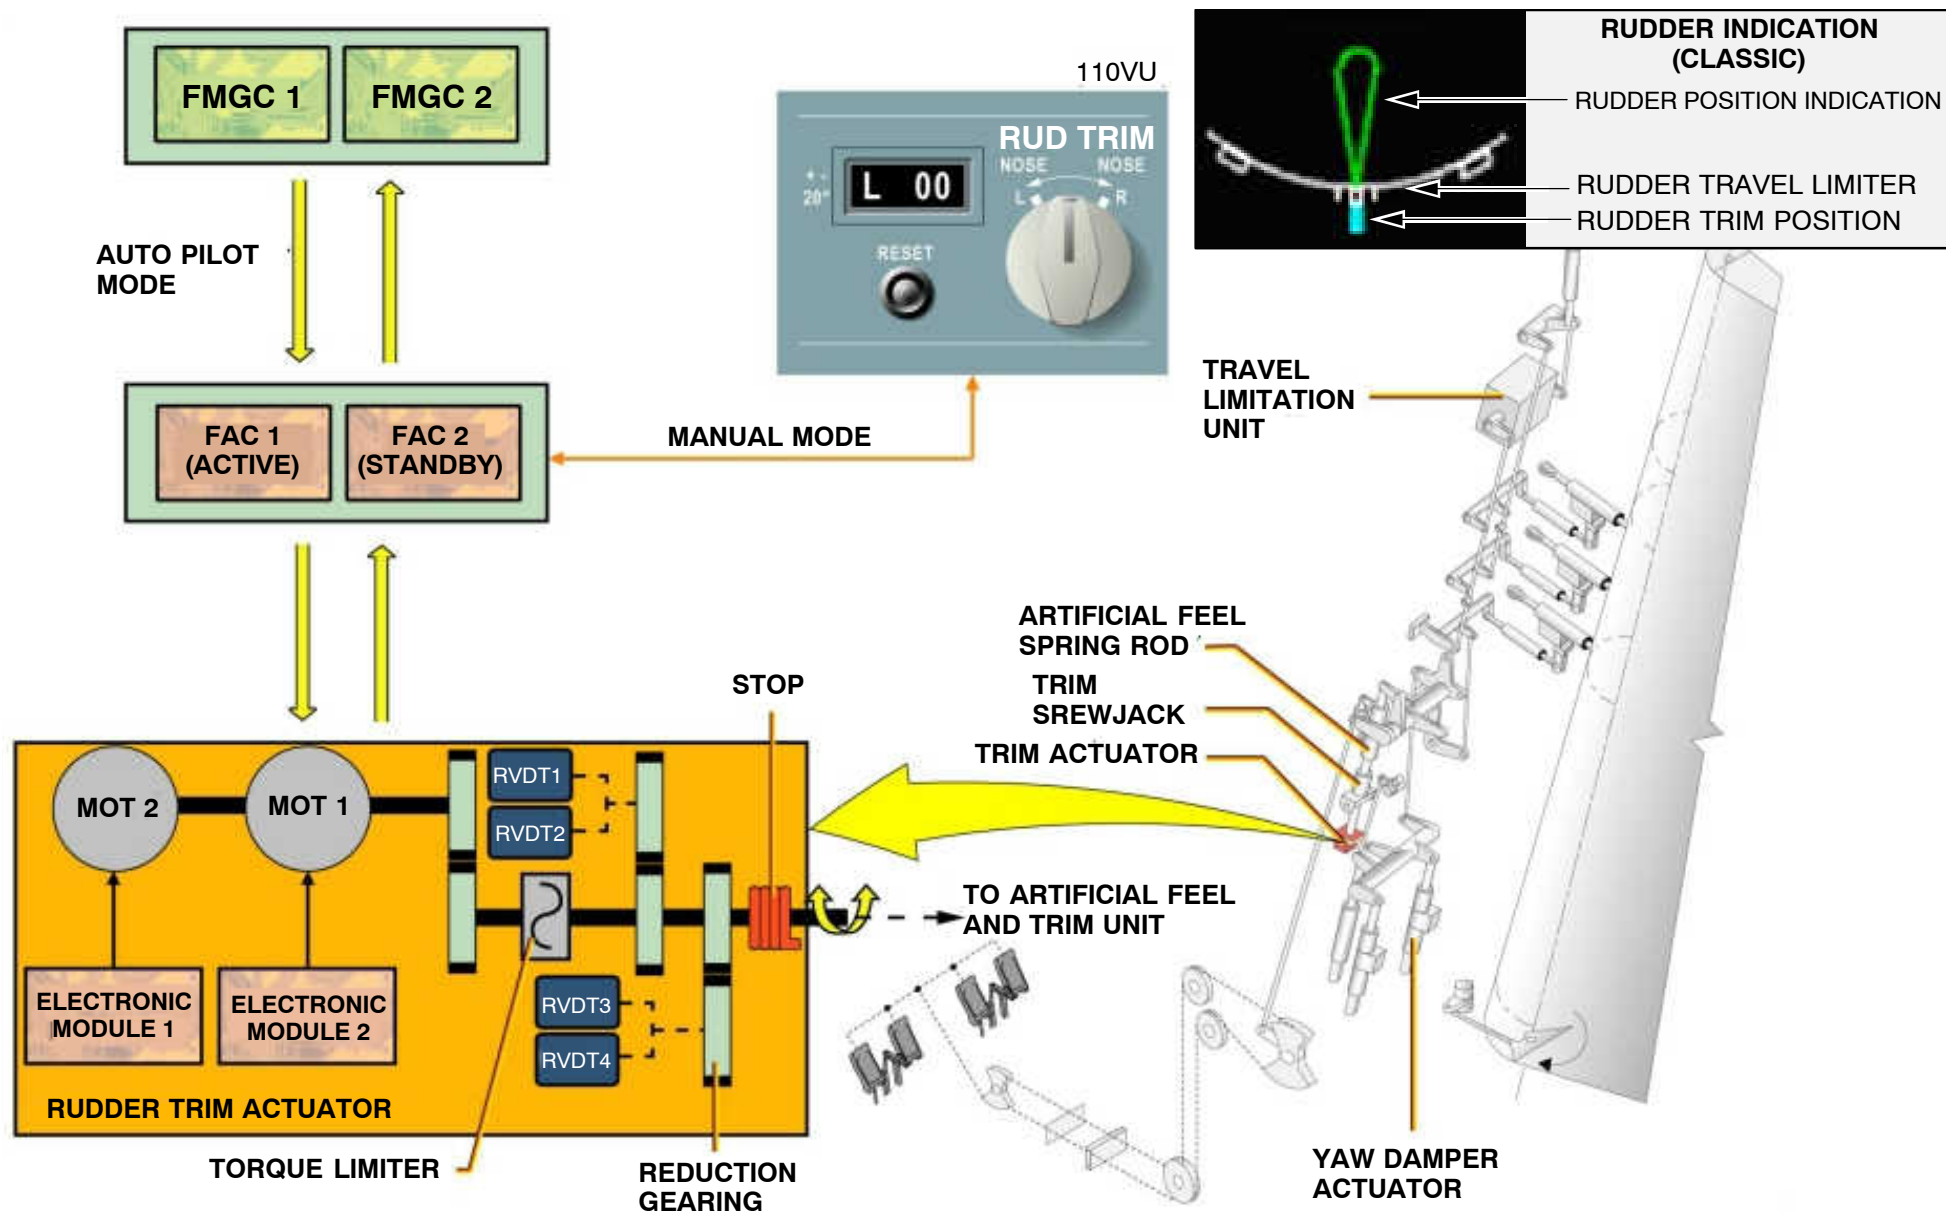 FMGC 1
FMGC 2
AUTO PILOT
MODE
FAC 1
(ACTIVE)
FAC 2
(STANDBY)
MANUAL MODE
110VU
RUD TRIM
NOSE
NOSE
L
R
+ -
20°
L 00
RESET
RUDDER INDICATION
(CLASSIC)
RUDDER POSITION INDICATION
RUDDER TRAVEL LIMITER
RUDDER TRIM POSITION
TRAVEL
LIMITATION
UNIT
ARTIFICIAL FEEL
SPRING ROD
TRIM
SREWJACK
TRIM ACTUATOR
STOP
MOT 2
MOT 1
RVDT1
RVDT2
RVDT3
RVDT4
ELECTRONIC
MODULE 1
ELECTRONIC
MODULE 2
RUDDER TRIM ACTUATOR
TO ARTIFICIAL FEEL
AND TRIM UNIT
TORQUE LIMITER
REDUCTION
GEARING
YAW DAMPER
ACTUATOR